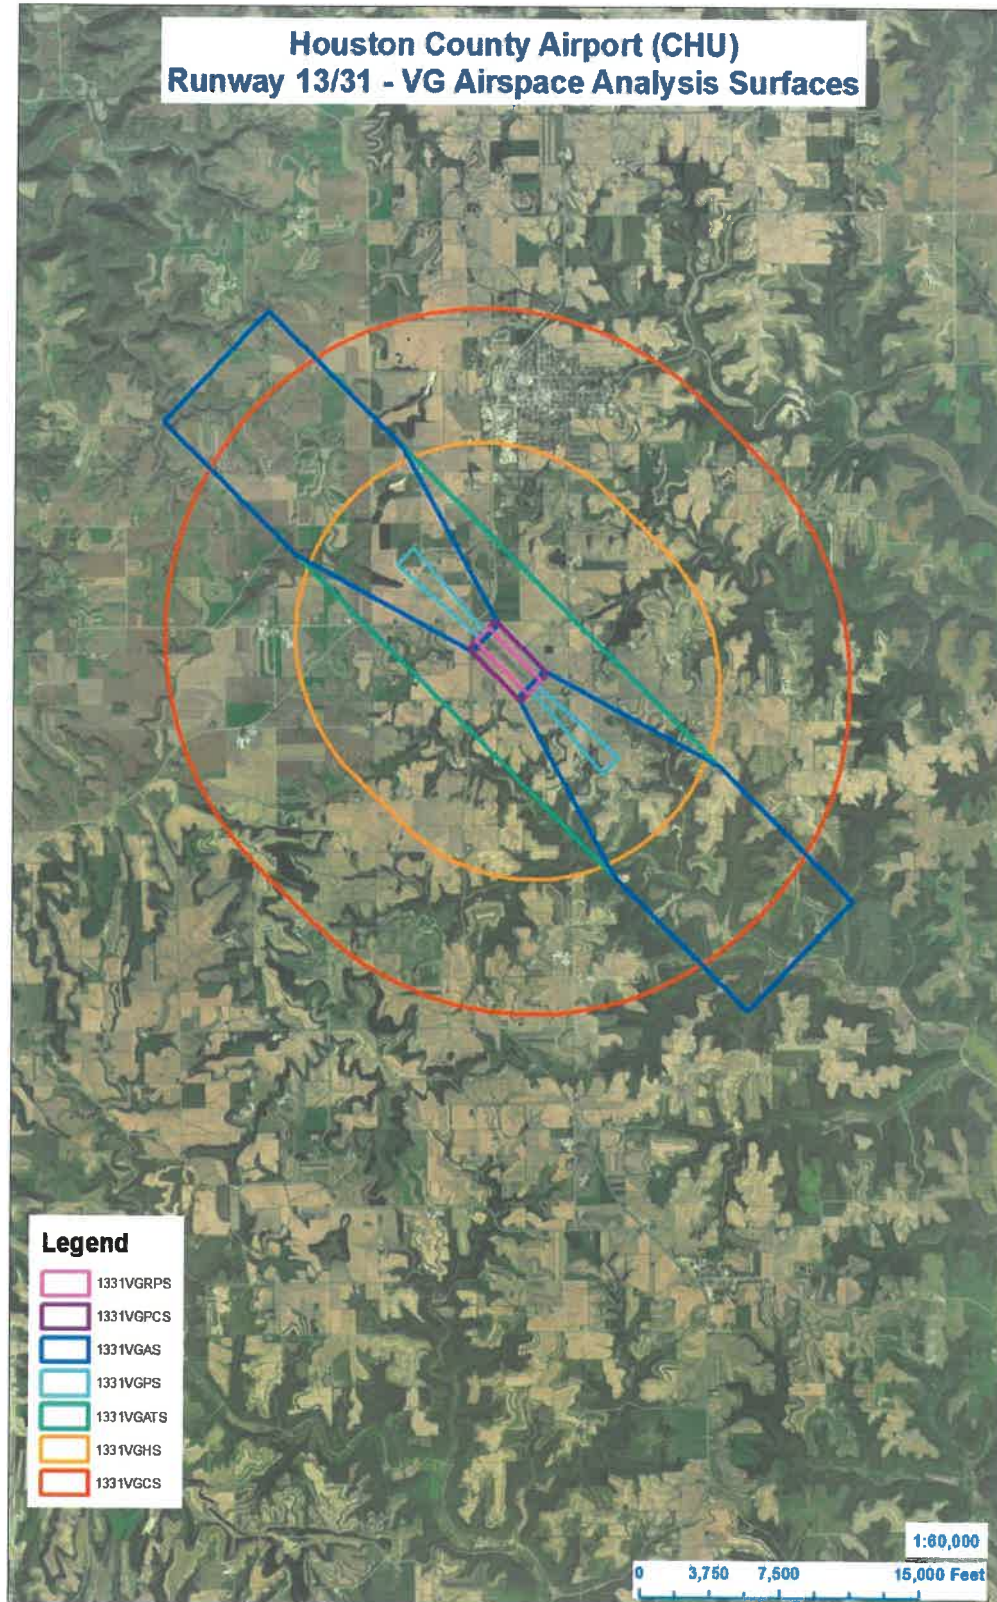 Houston County Airport (CHU)
Runway 13/31 - VG Airspace Analysis Surfaces
Legend
1331VGRPS
1331VGPCS
1331VGAS
1331VGPS
1331VGATS
1331VGHS
1331VGCS
1:60,000
0 3,750 7,500 15,000 Feet